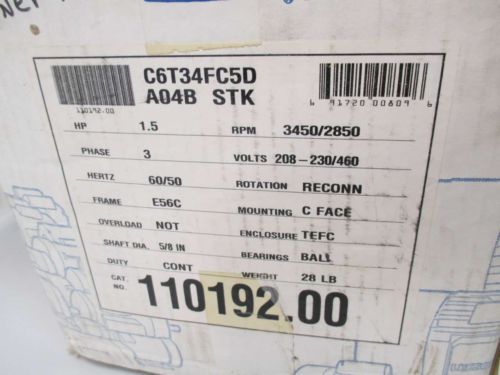 C6T34FC5D
A04B STK
110192.00
6 91720 00809 6
HP 1.5 RPM 3450/2850
PHASE 3 VOLTS 208-230/460
HERTZ 60/50 ROTATION RECONN
FRAME E56C MOUNTING C FACE
OVERLOAD NOT ENCLOSURE TEFC
SHAFT DIA. 5/8 IN BEARINGS BALL
DUTY CONT WEIGHT 28 LB
CAT. NO. 110192.00